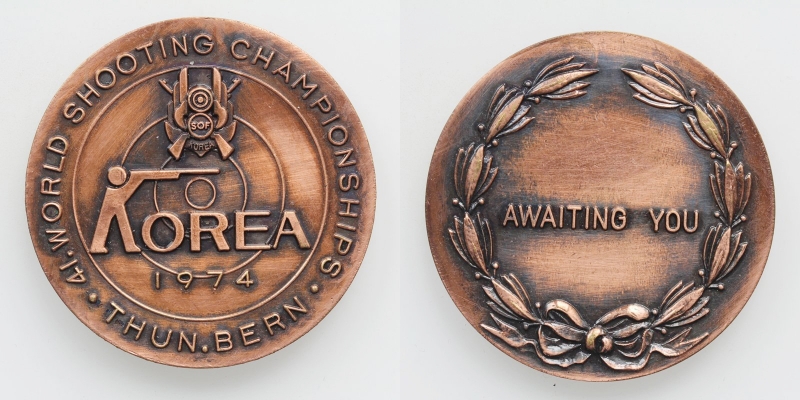 41. WORLD SHOOTING CHAMPIONSHIPS.
SOF
KOREA
KOREA
1974
• THUN. BERN •
AWAITING YOU